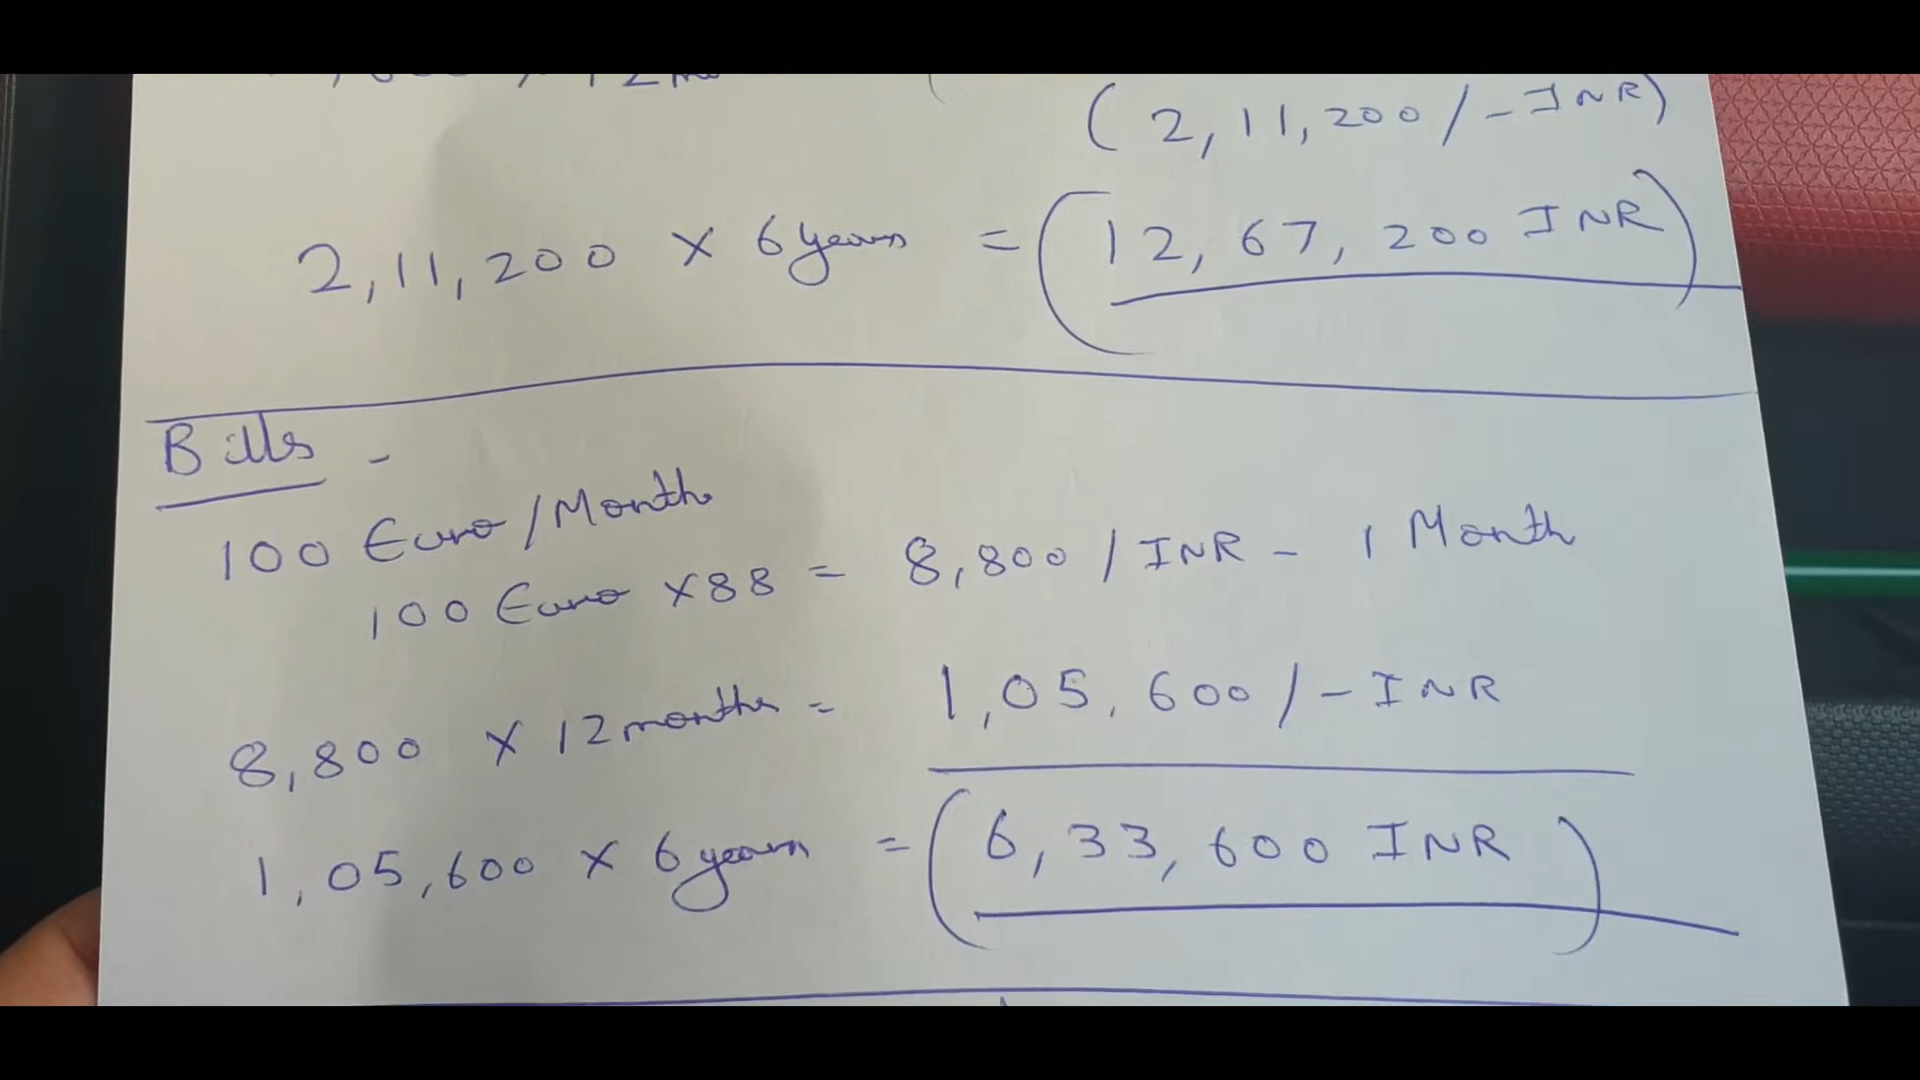 (2,11,200/-INR)
2,11,200 X 6 years = (12,67,200 INR)
Bills -
100 Euro/Month
100 Euro X88 = 8,800/INR - 1 Month
8,800 X 12 months = 1,05,600/-INR
1,05,600 X 6 years = (6,33,600 INR)